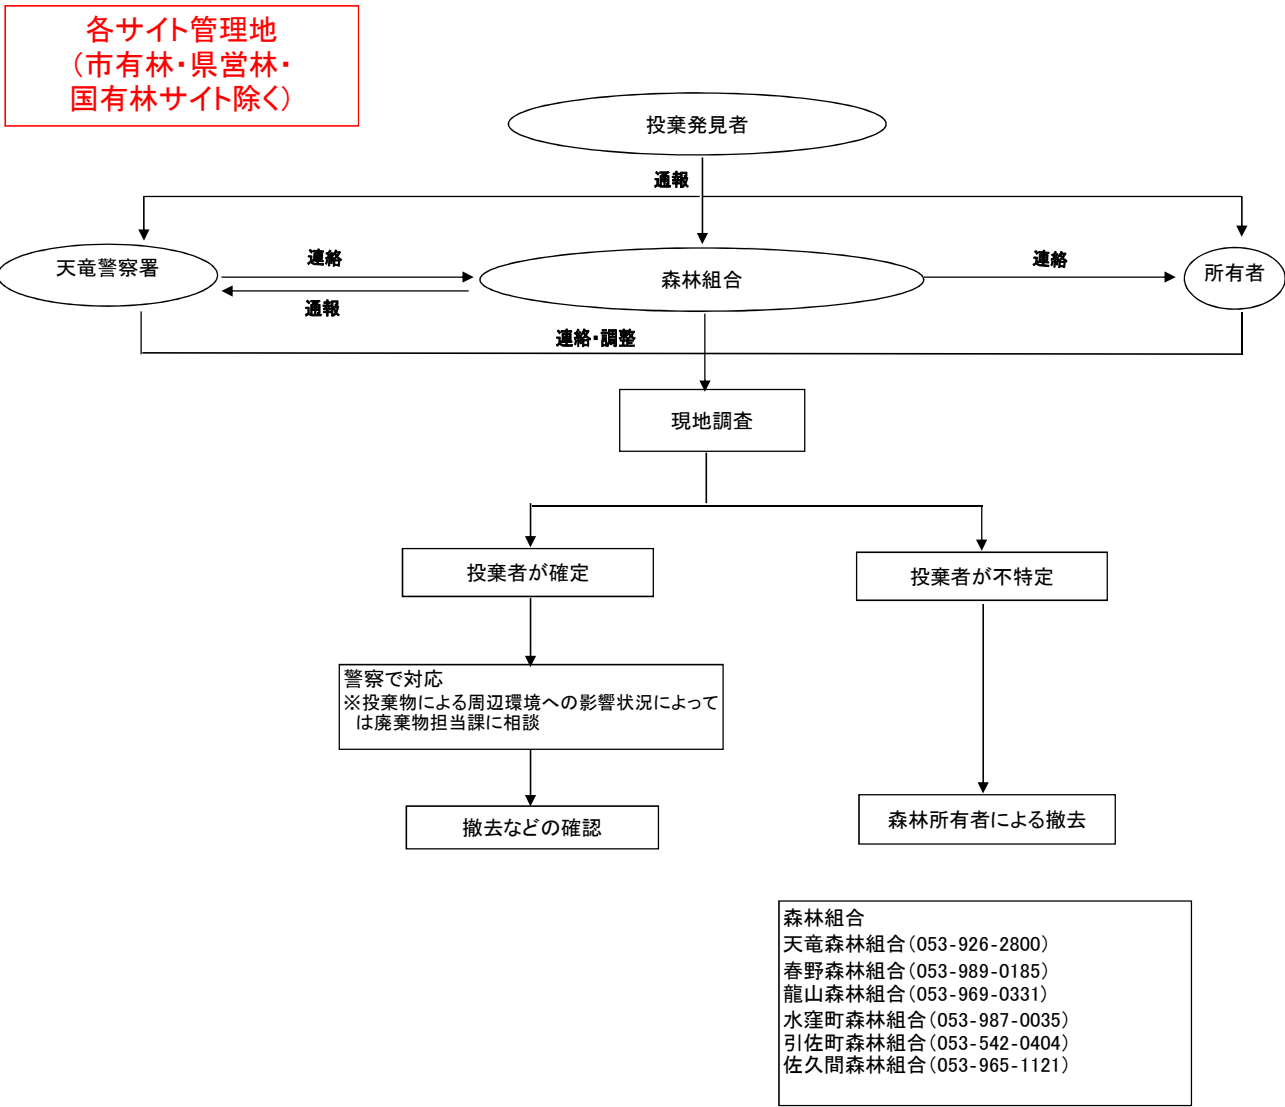 各サイト管理地
(市有林・県営林・
国有林サイト除く)
投棄発見者
通報
天竜警察署
連絡
通報
森林組合
連絡
所有者
連絡・調整
現地調査
投棄者が確定
投棄者が不特定
警察で対応
※投棄物による周辺環境への影響状況によって
は廃棄物担当課に相談
撤去などの確認
森林所有者による撤去
森林組合
天竜森林組合(053-926-2800)
春野森林組合(053-989-0185)
龍山森林組合(053-969-0331)
水窪町森林組合(053-987-0035)
引佐町森林組合(053-542-0404)
佐久間森林組合(053-965-1121)